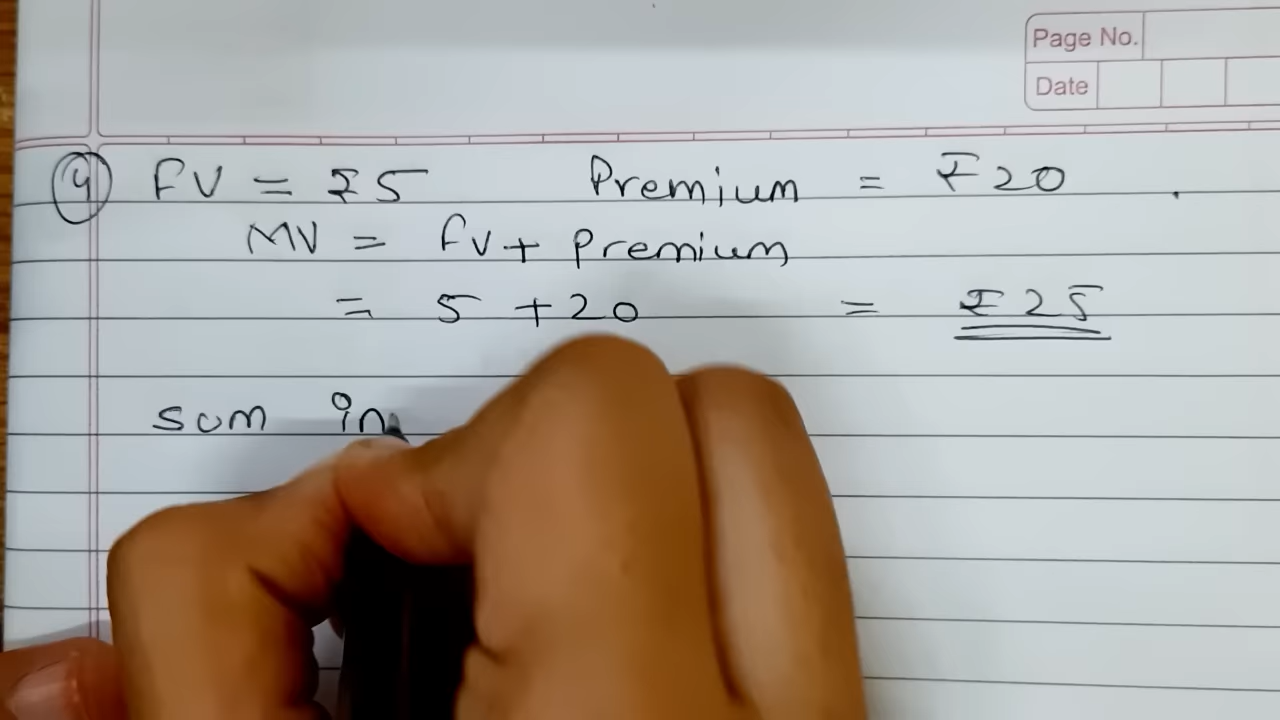 Page No.
Date
4 FV = ₹5 Premium = ₹20 .
MV = FV + Premium
= 5 + 20 = ₹25
sum in